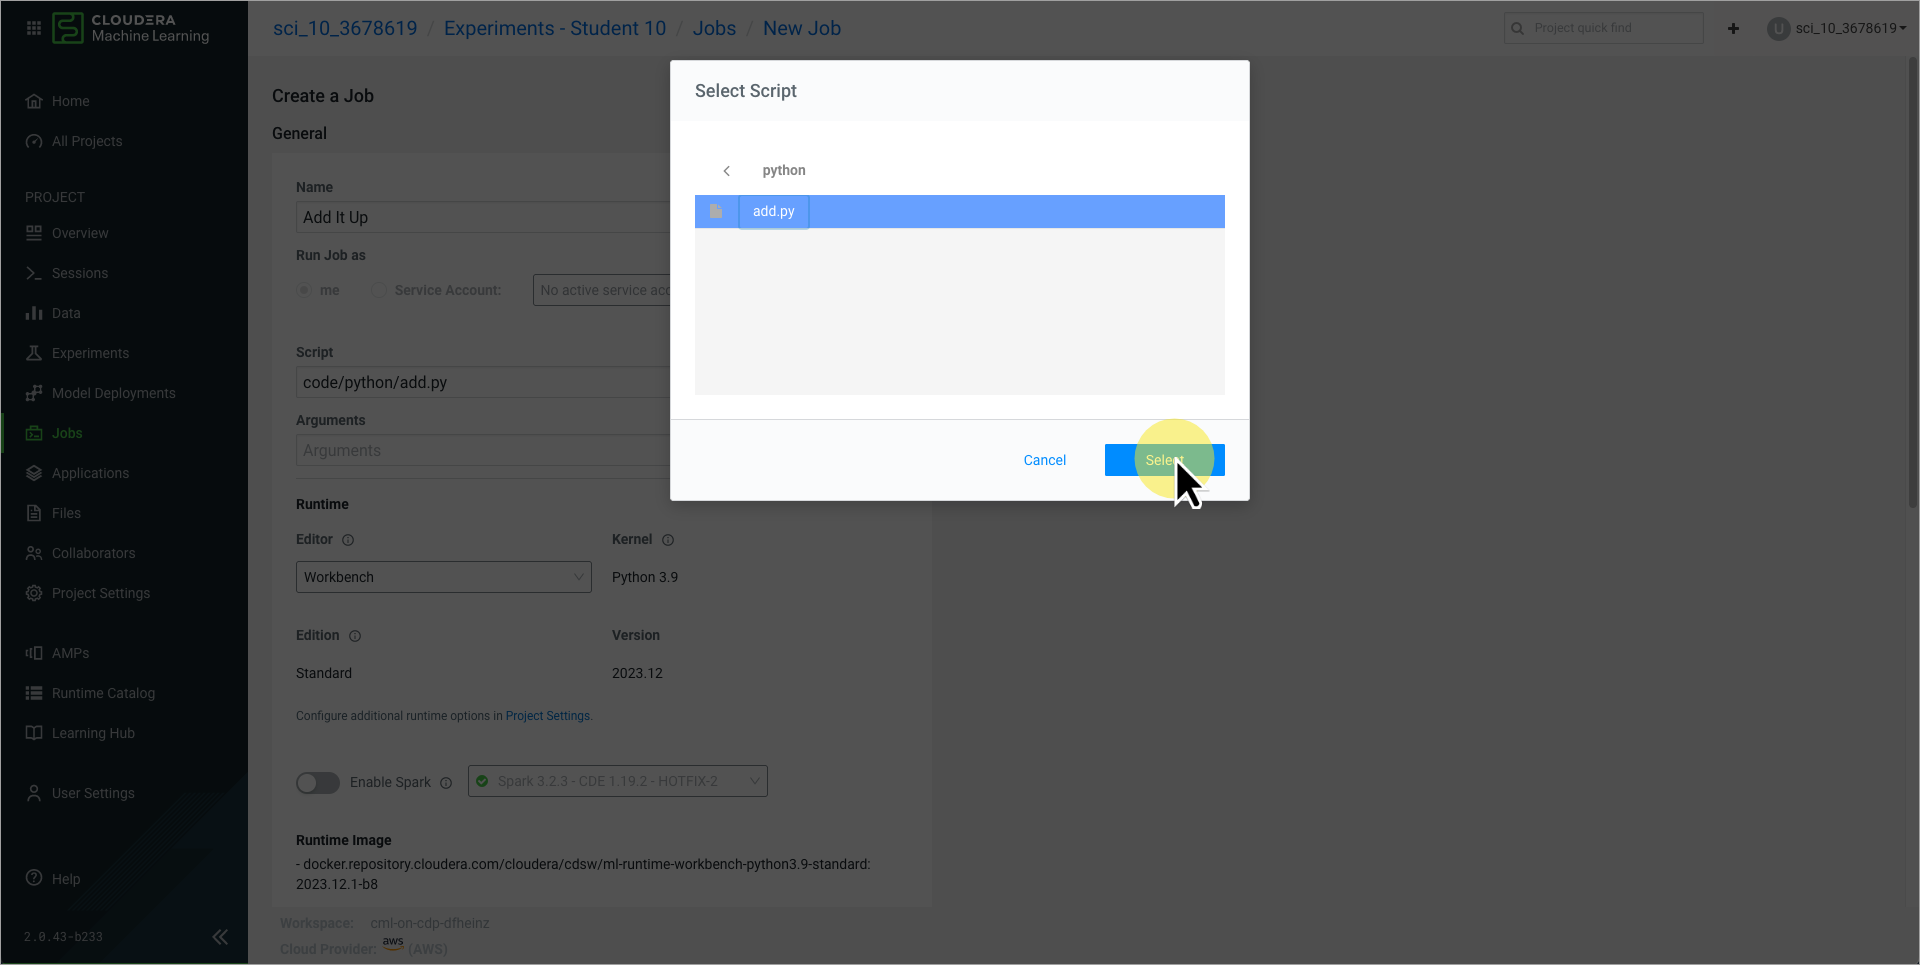 CLOUDERA
Machine Learning
sci_10_3678619 / Experiments - Student 10 / Jobs / New Job
Project quick find
U
sci_10_3678619
Home
All Projects
PROJECT
Overview
Sessions
Data
Experiments
Model Deployments
Jobs
Applications
Files
Collaborators
Project Settings
AMPs
Runtime Catalog
Learning Hub
User Settings
Help
2.0.43-b233
Create a Job
General
Name
Add It Up
Run Job as
me
Service Account:
No active service acc
Script
code/python/add.py
Arguments
Arguments
Runtime
Editor
Kernel
Workbench
Python 3.9
Edition
Version
Standard
2023.12
Configure additional runtime options in Project Settings.
Enable Spark
Spark 3.2.3 - CDE 1.19.2 - HOTFIX-2
Runtime Image
- docker.repository.cloudera.com/cloudera/cdsw/ml-runtime-workbench-python3.9-standard:
2023.12.1-b8
Workspace: cml-on-cdp-dfheinz
Cloud Provider: aws (AWS)
Select Script
python
add.py
Cancel
Select